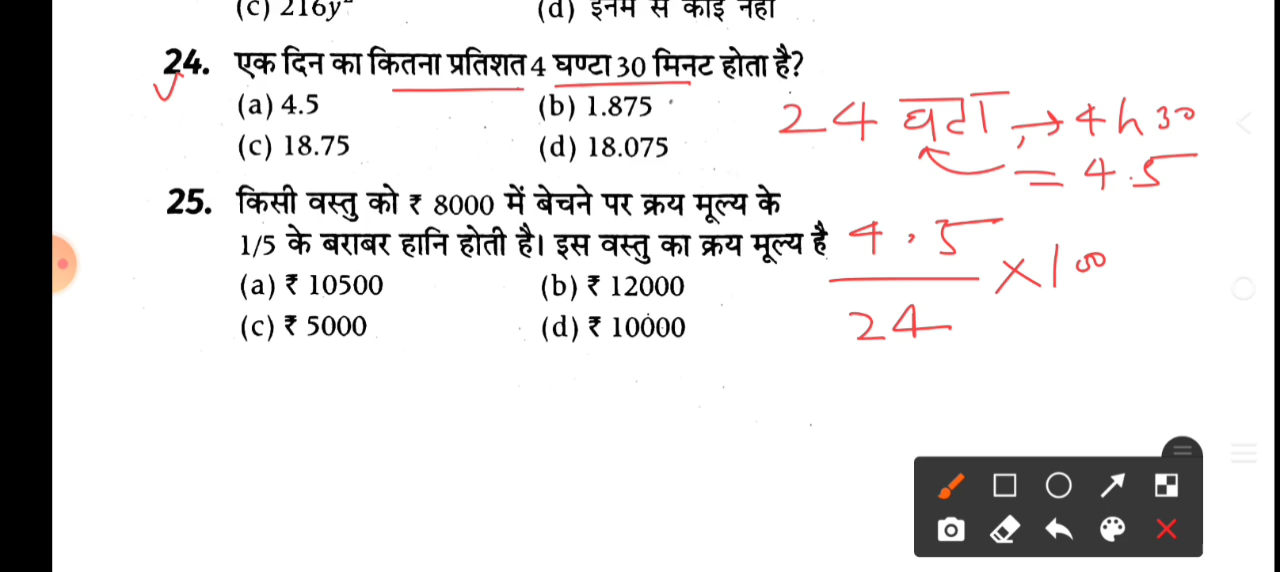 (c) 216y² (d) इनमें से कोई नहीं
24. एक दिन का कितना प्रतिशत 4 घण्टा 30 मिनट होता है?
(a) 4.5 (b) 1.875
(c) 18.75 (d) 18.075
24 घंटा, → 4 h 30
= 4.5
25. किसी वस्तु को ₹ 8000 में बेचने पर क्रय मूल्य के
1/5 के बराबर हानि होती है। इस वस्तु का क्रय मूल्य है
(a) ₹ 10500 (b) ₹ 12000
(c) ₹ 5000 (d) ₹ 10000
4.5
24
× 100